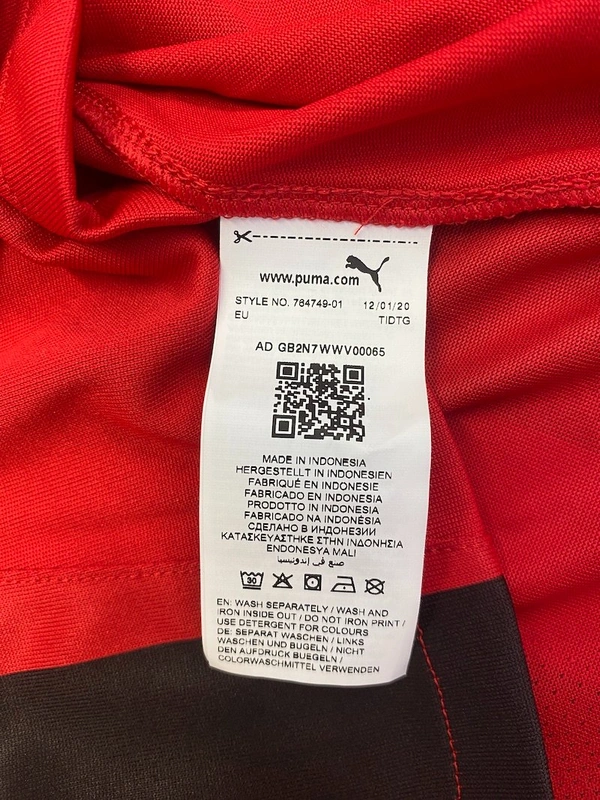 www.puma.com
STYLE NO. 764749-01 12/01/20
EU TIDTG
AD GB2N7WWV00065
MADE IN INDONESIA
HERGESTELLT IN INDONESIEN
FABRIQUÉ EN INDONESIE
FABRICADO EN INDONESIA
PRODOTTO IN INDONESIA
FABRICADO NA INDONÉSIA
СДЕЛАНО В ИНДОНЕЗИИ
ΚΑΤΑΣΚΕΥΑΣΤΗΚΕ ΣΤΗΝ ΙΝΔΟΝΗΣΙΑ
ENDONESYA MALI
صنع في إندونيسيا
30
EN: WASH SEPARATELY / WASH AND
IRON INSIDE OUT / DO NOT IRON PRINT /
USE DETERGENT FOR COLOURS
DE: SEPARAT WASCHEN / LINKS
WASCHEN UND BUGELN / NICHT
DEN AUFDRUCK BUEGELN /
COLORWASCHMITTEL VERWENDEN